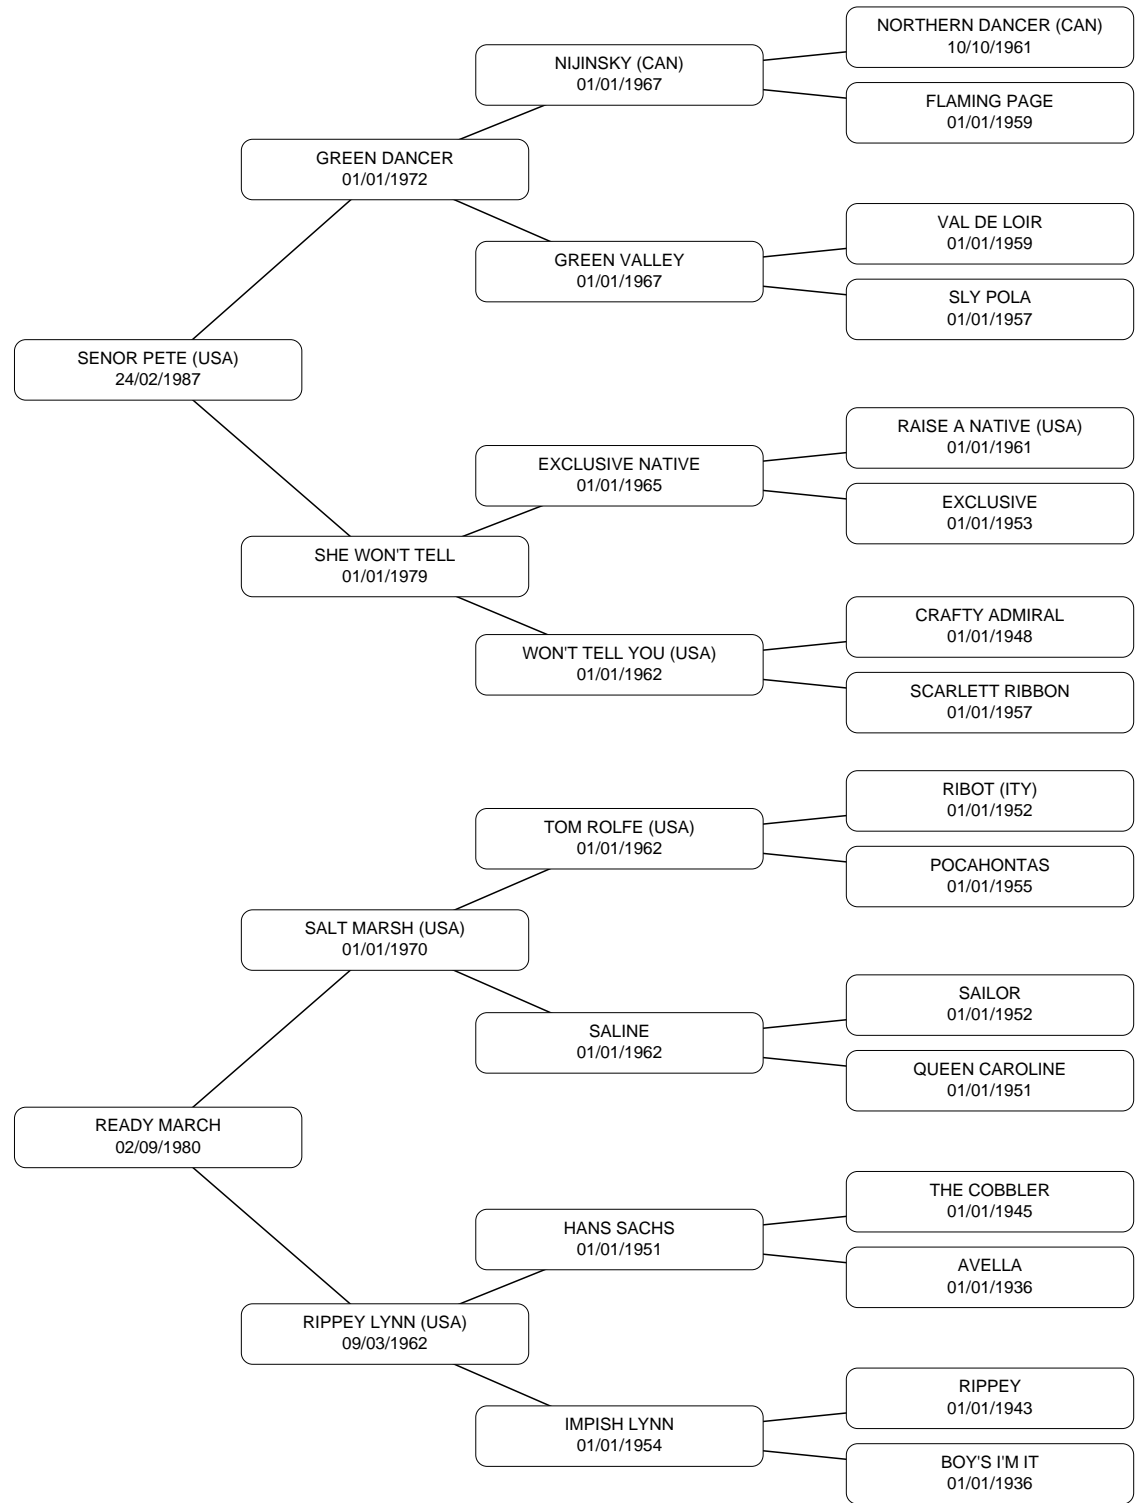 NORTHERN DANCER (CAN)
10/10/1961
NIJINSKY (CAN)
01/01/1967
FLAMING PAGE
01/01/1959
GREEN DANCER
01/01/1972
VAL DE LOIR
01/01/1959
GREEN VALLEY
01/01/1967
SLY POLA
01/01/1957
SENOR PETE (USA)
24/02/1987
RAISE A NATIVE (USA)
01/01/1961
EXCLUSIVE NATIVE
01/01/1965
EXCLUSIVE
01/01/1953
SHE WON'T TELL
01/01/1979
CRAFTY ADMIRAL
01/01/1948
WON'T TELL YOU (USA)
01/01/1962
SCARLETT RIBBON
01/01/1957
RIBOT (ITY)
01/01/1952
TOM ROLFE (USA)
01/01/1962
POCAHONTAS
01/01/1955
SALT MARSH (USA)
01/01/1970
SAILOR
01/01/1952
SALINE
01/01/1962
QUEEN CAROLINE
01/01/1951
READY MARCH
02/09/1980
THE COBBLER
01/01/1945
HANS SACHS
01/01/1951
AVELLA
01/01/1936
RIPPEY LYNN (USA)
09/03/1962
RIPPEY
01/01/1943
IMPISH LYNN
01/01/1954
BOY'S I'M IT
01/01/1936